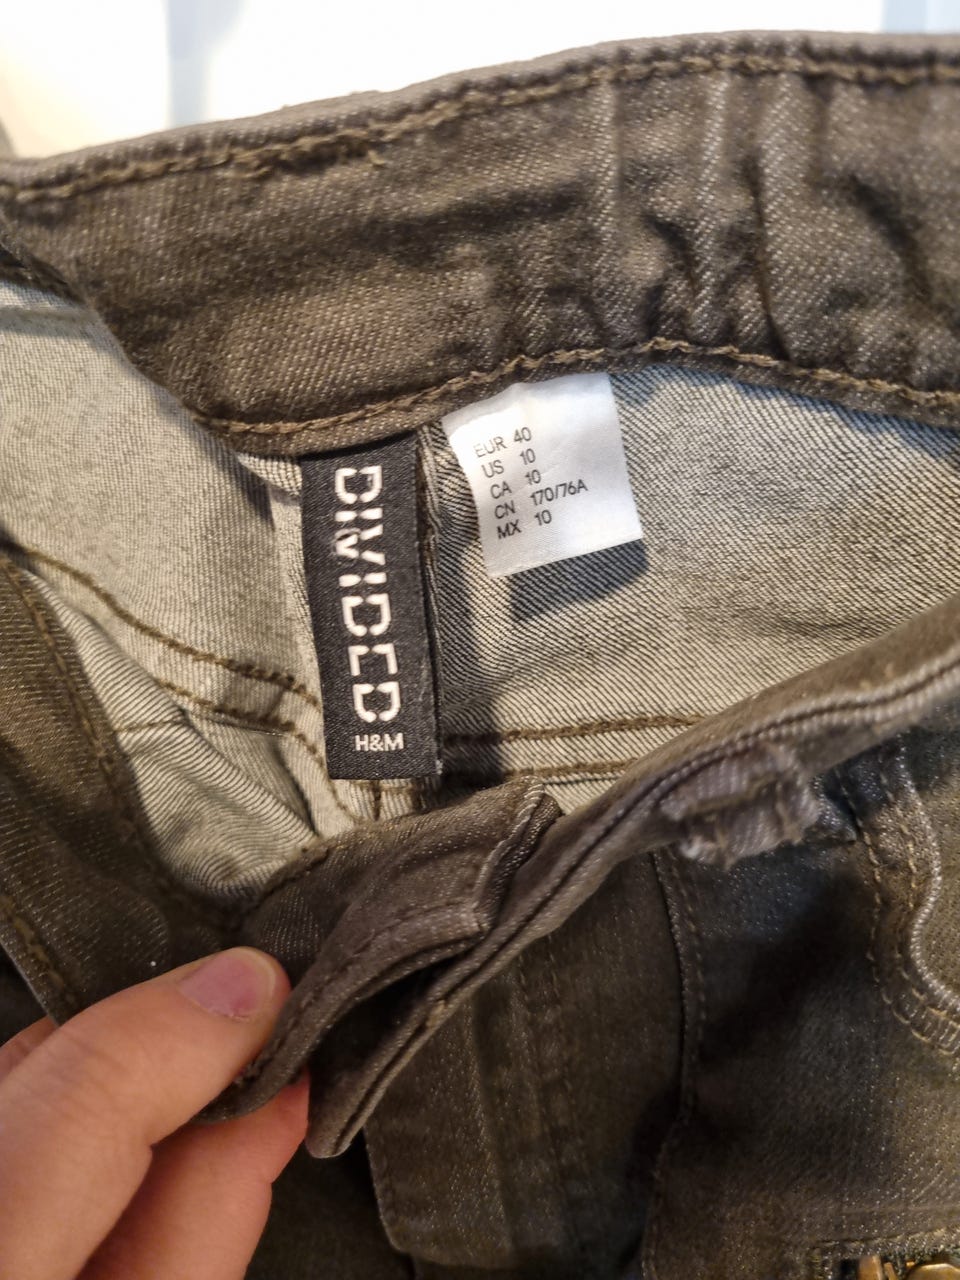 DIVIDED
H&M
EUR 40
US 10
CA 10
CN 170/76A
MX 10